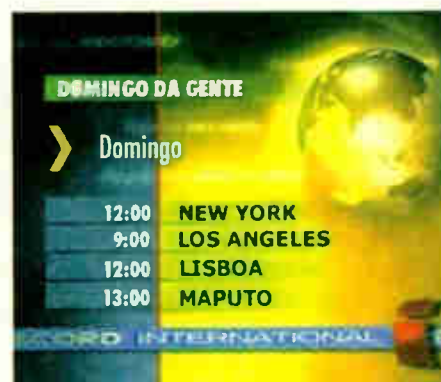 DOMINGO DA GENTE
Domingo
12:00 NEW YORK
9:00 LOS ANGELES
12:00 LISBOA
13:00 MAPUTO
CORD INTERNATIONAL